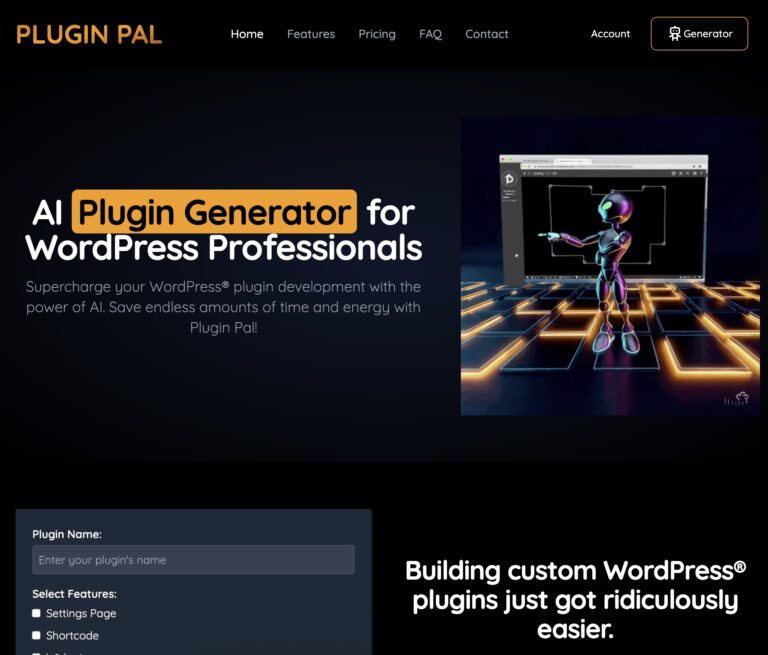 PLUGIN PAL
Home
Features
Pricing
FAQ
Contact
Account
Generator
AI Plugin Generator for
WordPress Professionals
Supercharge your WordPress® plugin development with the
power of AI. Save endless amounts of time and energy with
Plugin Pal!
Plugin Name:
Enter your plugin's name
Select Features:
Settings Page
Shortcode
Building custom WordPress®
plugins just got ridiculously
easier.